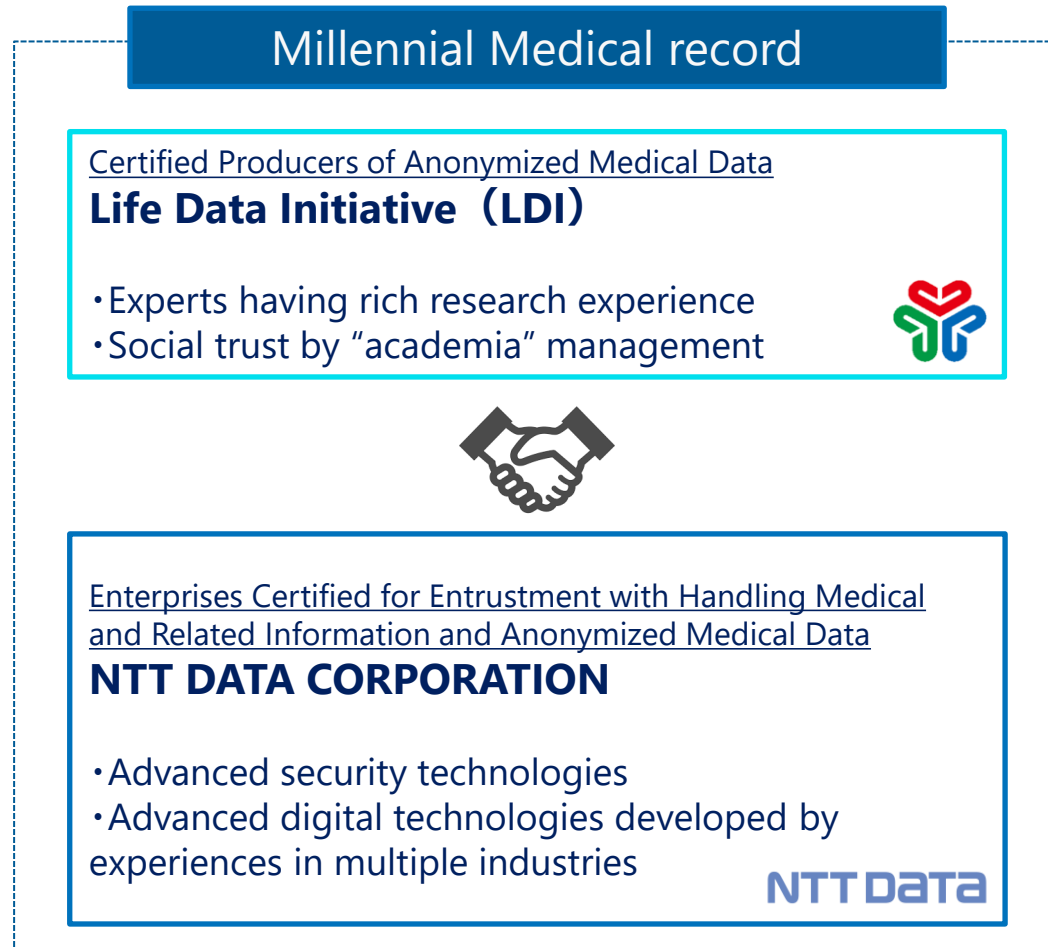 Millennial Medical record
Certified Producers of Anonymized Medical Data
Life Data Initiative（LDI）
・Experts having rich research experience
・Social trust by “academia” management
Enterprises Certified for Entrustment with Handling Medical
and Related Information and Anonymized Medical Data
NTT DATA CORPORATION
・Advanced security technologies
・Advanced digital technologies developed by
experiences in multiple industries
NTT DATA